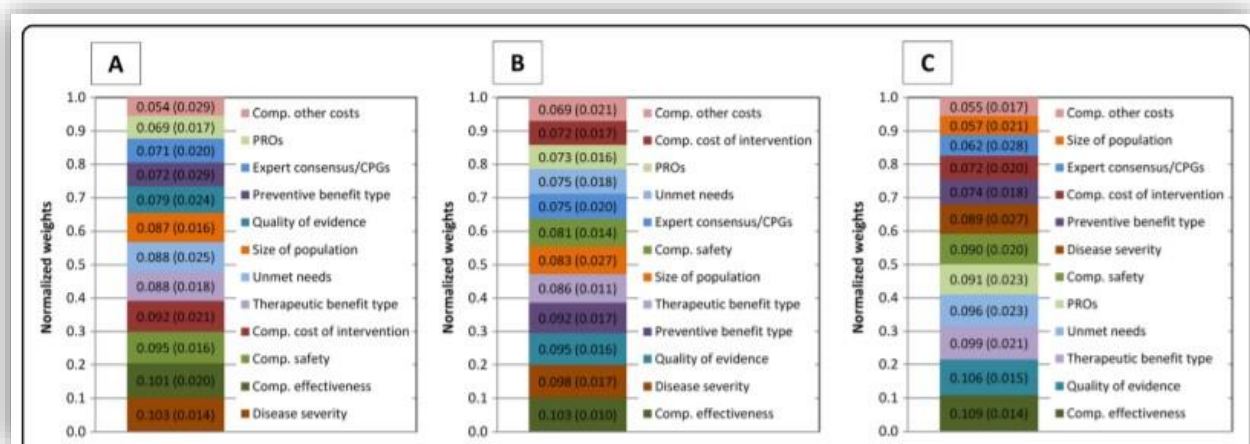 A
Normalized weights
1.0
0.9
0.8
0.7
0.6
0.5
0.4
0.3
0.2
0.1
0.0
0.054 (0.029) Comp. other costs
0.069 (0.017) PROs
0.071 (0.020) Expert consensus/CPGs
0.072 (0.029) Preventive benefit type
0.079 (0.024) Quality of evidence
0.087 (0.016) Size of population
0.088 (0.025) Unmet needs
0.088 (0.018) Therapeutic benefit type
0.092 (0.021) Comp. cost of intervention
0.095 (0.016) Comp. safety
0.101 (0.020) Comp. effectiveness
0.103 (0.014) Disease severity
B
Normalized weights
1.0
0.9
0.8
0.7
0.6
0.5
0.4
0.3
0.2
0.1
0.0
0.069 (0.021) Comp. other costs
0.072 (0.017) Comp. cost of intervention
0.073 (0.016) PROs
0.075 (0.018) Unmet needs
0.075 (0.020) Expert consensus/CPGs
0.081 (0.014) Comp. safety
0.083 (0.027) Size of population
0.086 (0.011) Therapeutic benefit type
0.092 (0.017) Preventive benefit type
0.095 (0.016) Quality of evidence
0.098 (0.017) Disease severity
0.103 (0.010) Comp. effectiveness
C
Normalized weights
1.0
0.9
0.8
0.7
0.6
0.5
0.4
0.3
0.2
0.1
0.0
0.055 (0.017) Comp. other costs
0.057 (0.021) Size of population
0.062 (0.028) Expert consensus/CPGs
0.072 (0.020) Comp. cost of intervention
0.074 (0.018) Preventive benefit type
0.089 (0.027) Disease severity
0.090 (0.020) Comp. safety
0.091 (0.023) PROs
0.096 (0.023) Unmet needs
0.099 (0.021) Therapeutic benefit type
0.106 (0.015) Quality of evidence
0.109 (0.014) Comp. effectiveness